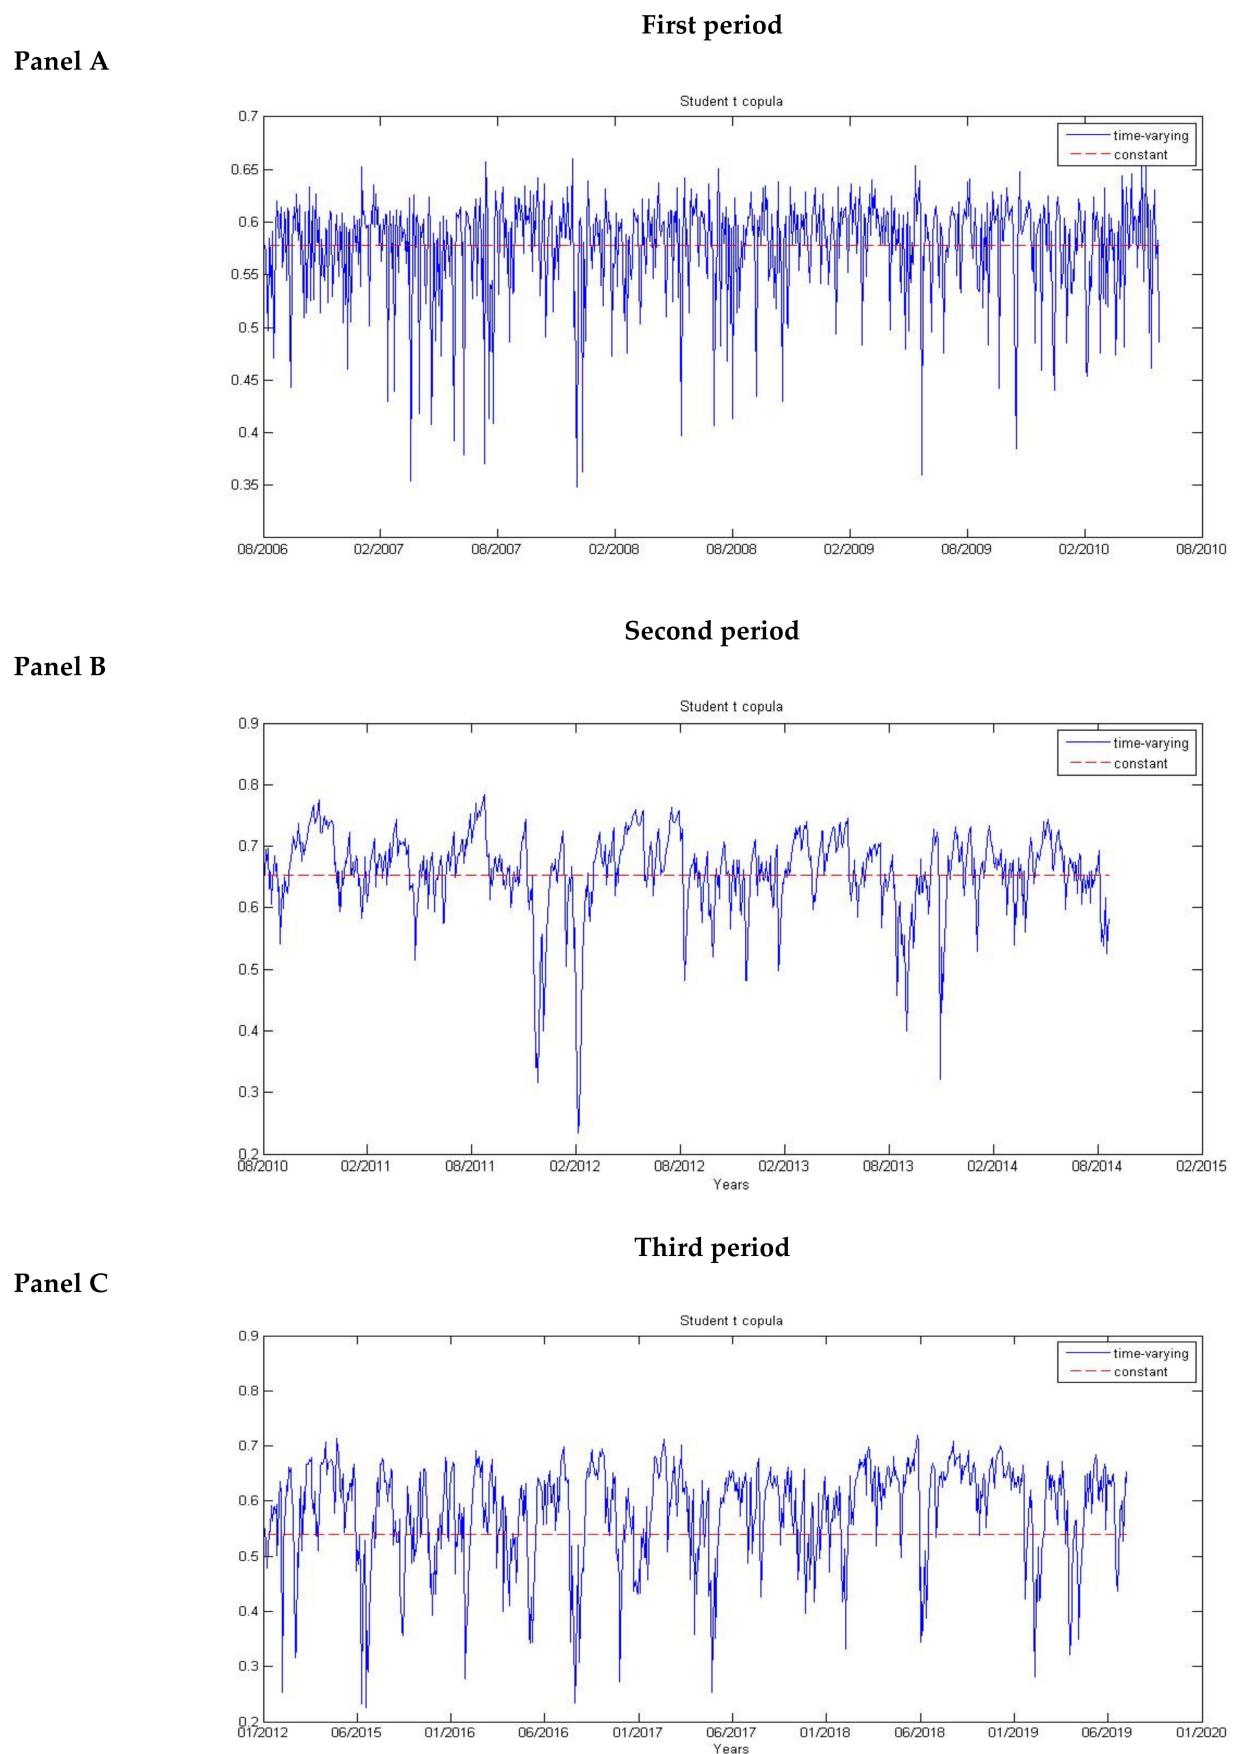 First period
Panel A
Student t copula
0.7
time-varying
constant
0.65
0.6
0.55
0.5
0.45
0.4
0.35
08/2006 02/2007 08/2007 02/2008 08/2008 02/2009 08/2009 02/2010 08/2010
Second period
Panel B
Student t copula
0.9
time-varying
constant
0.8
0.7
0.6
0.5
0.4
0.3
0.2
08/2010 02/2011 08/2011 02/2012 08/2012 02/2013 08/2013 02/2014 08/2014 02/2015
Years
Third period
Panel C
Student t copula
0.9
time-varying
constant
0.8
0.7
0.6
0.5
0.4
0.3
0.2
01/2012 06/2015 01/2016 06/2016 01/2017 06/2017 01/2018 06/2018 01/2019 06/2019 01/2020
Years